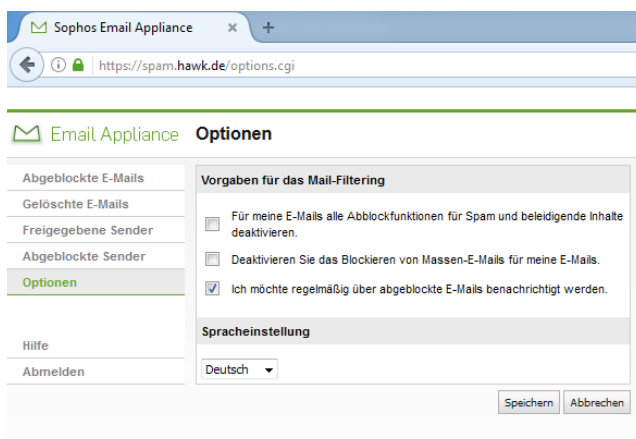 Sophos Email Appliance
https://spam.hawk.de/options.cgi
Email Appliance
Optionen
Abgeblockte E-Mails
Gelöschte E-Mails
Freigegebene Sender
Abgeblockte Sender
Optionen
Hilfe
Abmelden
Vorgaben für das Mail-Filtering
Für meine E-Mails alle Abblockfunktionen für Spam und beleidigende Inhalte
deaktivieren.
Deaktivieren Sie das Blockieren von Massen-E-Mails für meine E-Mails.
Ich möchte regelmäßig über abgeblockte E-Mails benachrichtigt werden.
Spracheinstellung
Deutsch
Speichern
Abbrechen